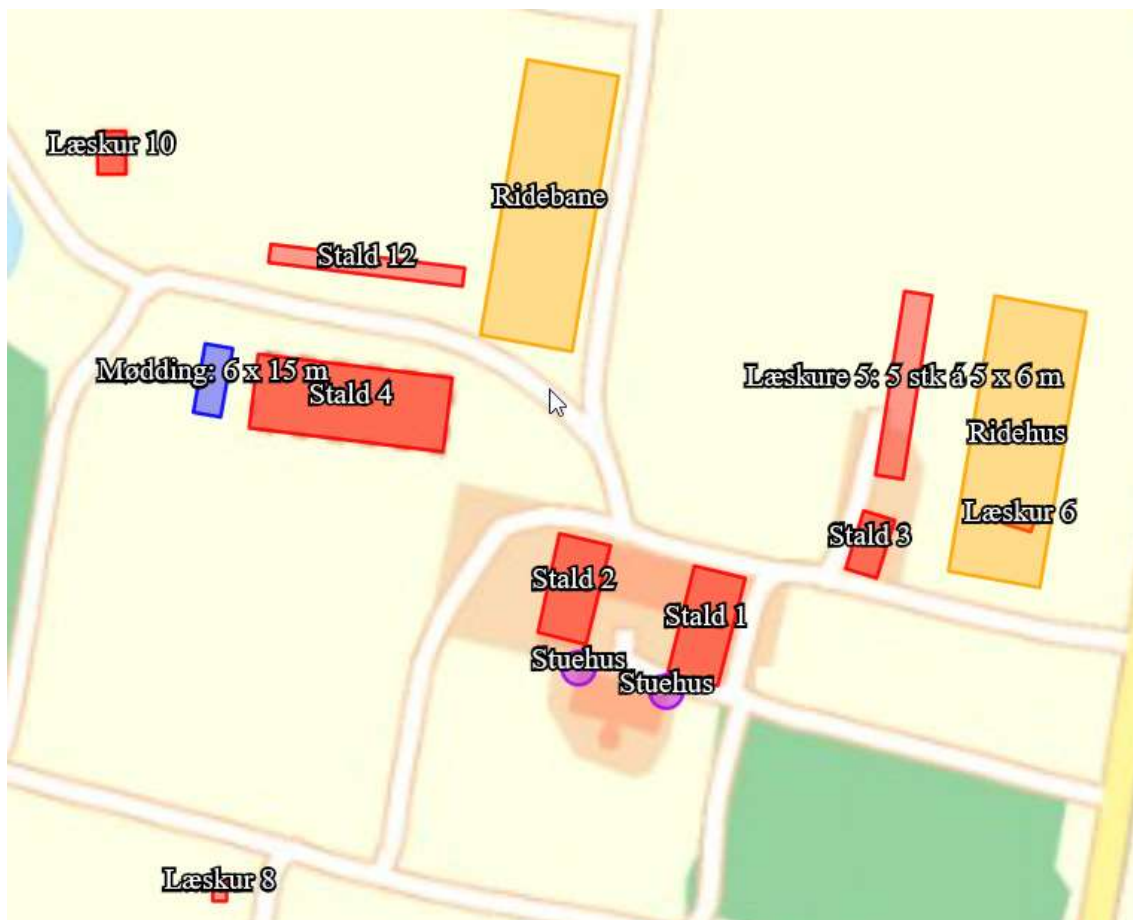 Læskur 10
Ridebane
Stald 12
Mødding: 6 x 15 m
Stald 4
Læskure 5: 5 stk á 5 x 6 m
Ridehus
Læskur 6
Stald 3
Stald 2
Stald 1
Stuehus
Stuehus
Læskur 8